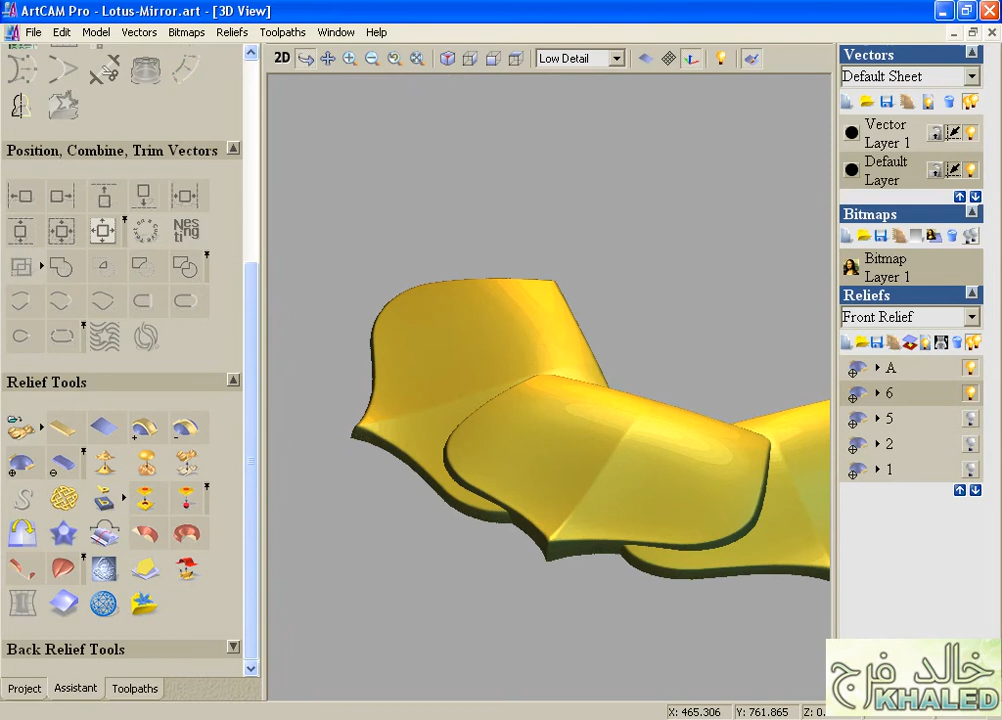 ArtCAM Pro - Lotus-Mirror.art - [3D View]
File Edit Model Vectors Bitmaps Reliefs Toolpaths Window Help
2D Low Detail
Position, Combine, Trim Vectors
Nes
ting
Relief Tools
Back Relief Tools
Project Assistant Toolpaths
Vectors
Default Sheet
Vector
Layer 1
Default
Layer
Bitmaps
Bitmap
Layer 1
Reliefs
Front Relief
A
6
5
2
1
X: 465.306 Y: 761.865 Z: 0.
خالد فرج
KHALED